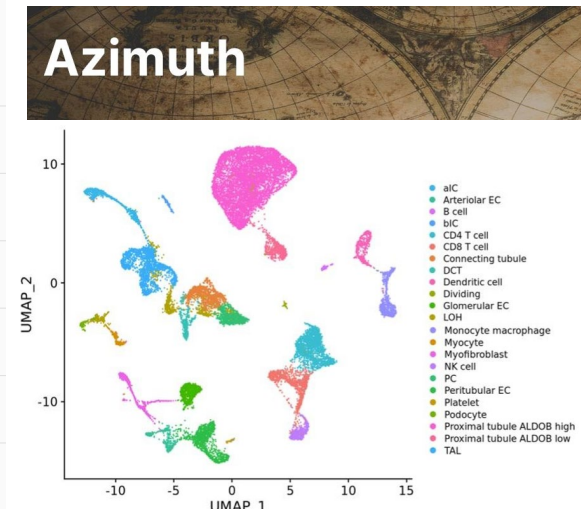 Azimuth
10
0
-10
UMAP_2
-10
-5
0
5
10
15
UMAP_1
aIC
Arteriolar EC
B cell
bIC
CD4 T cell
CD8 T cell
Connecting tubule
DCT
Dendritic cell
Dividing
Glomerular EC
LOH
Monocyte macrophage
Myocyte
Myofibroblast
NK cell
PC
Peritubular EC
Platelet
Podocyte
Proximal tubule ALDOB high
Proximal tubule ALDOB low
TAL